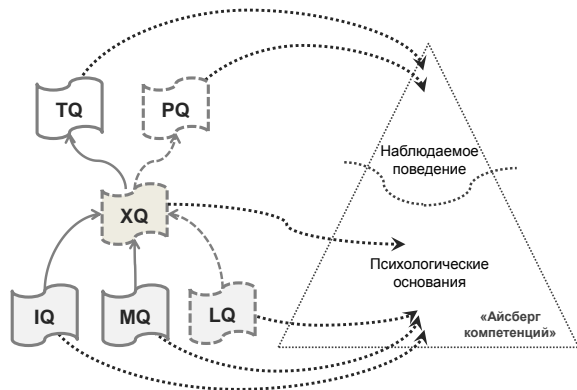 TQ
PQ
Наблюдаемое
поведение
XQ
Психологические
основания
IQ
MQ
LQ
«Айсберг
компетенций»